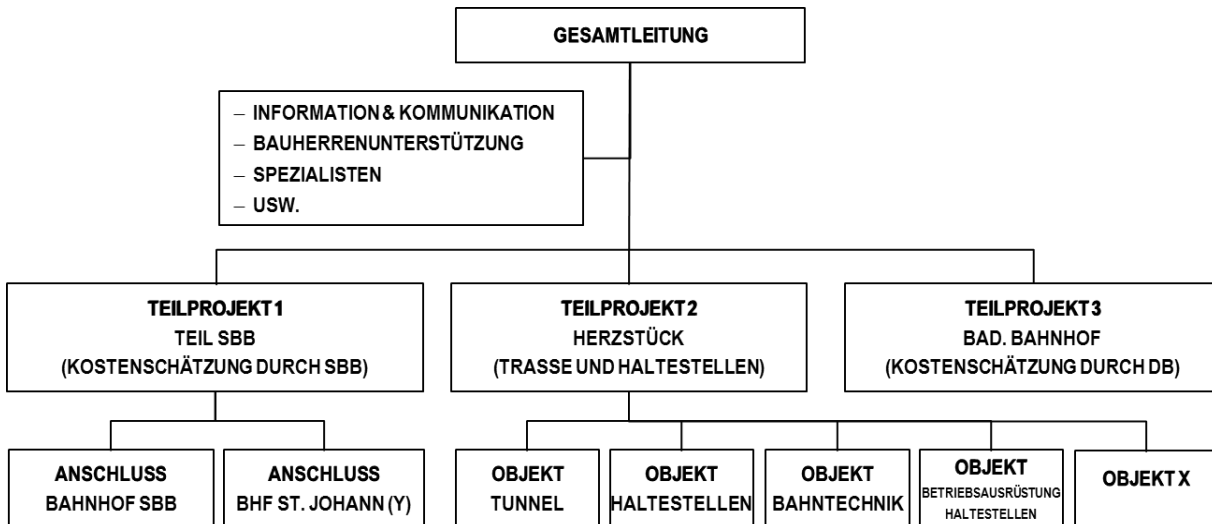 GESAMTLEITUNG
– INFORMATION & KOMMUNIKATION
– BAUHERRENUNTERSTÜTZUNG
– SPEZIALISTEN
– USW.
TEILPROJEKT 1
TEIL SBB
(KOSTENSCHÄTZUNG DURCH SBB)
TEILPROJEKT 2
HERZSTÜCK
(TRASSE UND HALTESTELLEN)
TEILPROJEKT 3
BAD. BAHNHOF
(KOSTENSCHÄTZUNG DURCH DB)
ANSCHLUSS
BAHNHOF SBB
ANSCHLUSS
BHF ST. JOHANN (Y)
OBJEKT
TUNNEL
OBJEKT
HALTESTELLEN
OBJEKT
BAHNTECHNIK
OBJEKT
BETRIEBSAUSRÜSTUNG
HALTESTELLEN
OBJEKT X